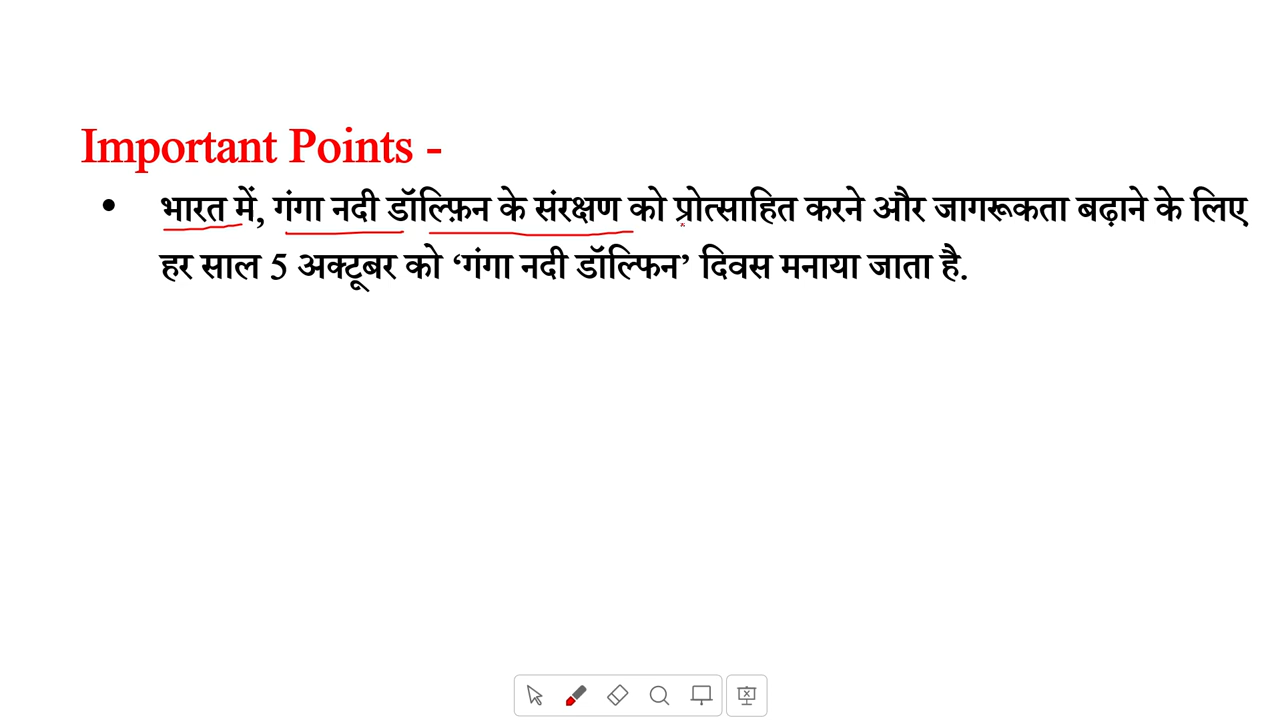 Important Points -
• भारत में, गंगा नदी डॉल्फ़िन के संरक्षण को प्रोत्साहित करने और जागरूकता बढ़ाने के लिए
हर साल 5 अक्टूबर को ‘गंगा नदी डॉल्फिन’ दिवस मनाया जाता है.